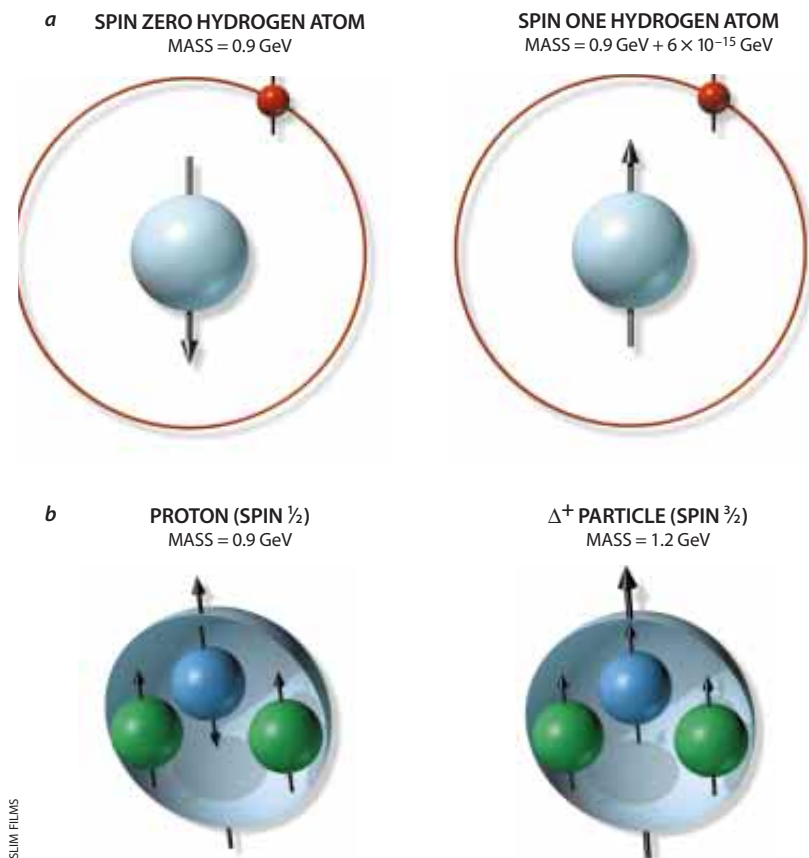 a SPIN ZERO HYDROGEN ATOM
MASS = 0.9 GeV
SPIN ONE HYDROGEN ATOM
MASS = 0.9 GeV + 6 × 10⁻¹⁵ GeV
b PROTON (SPIN ½)
MASS = 0.9 GeV
Δ⁺ PARTICLE (SPIN ³⁄₂)
MASS = 1.2 GeV
SLIM FILMS